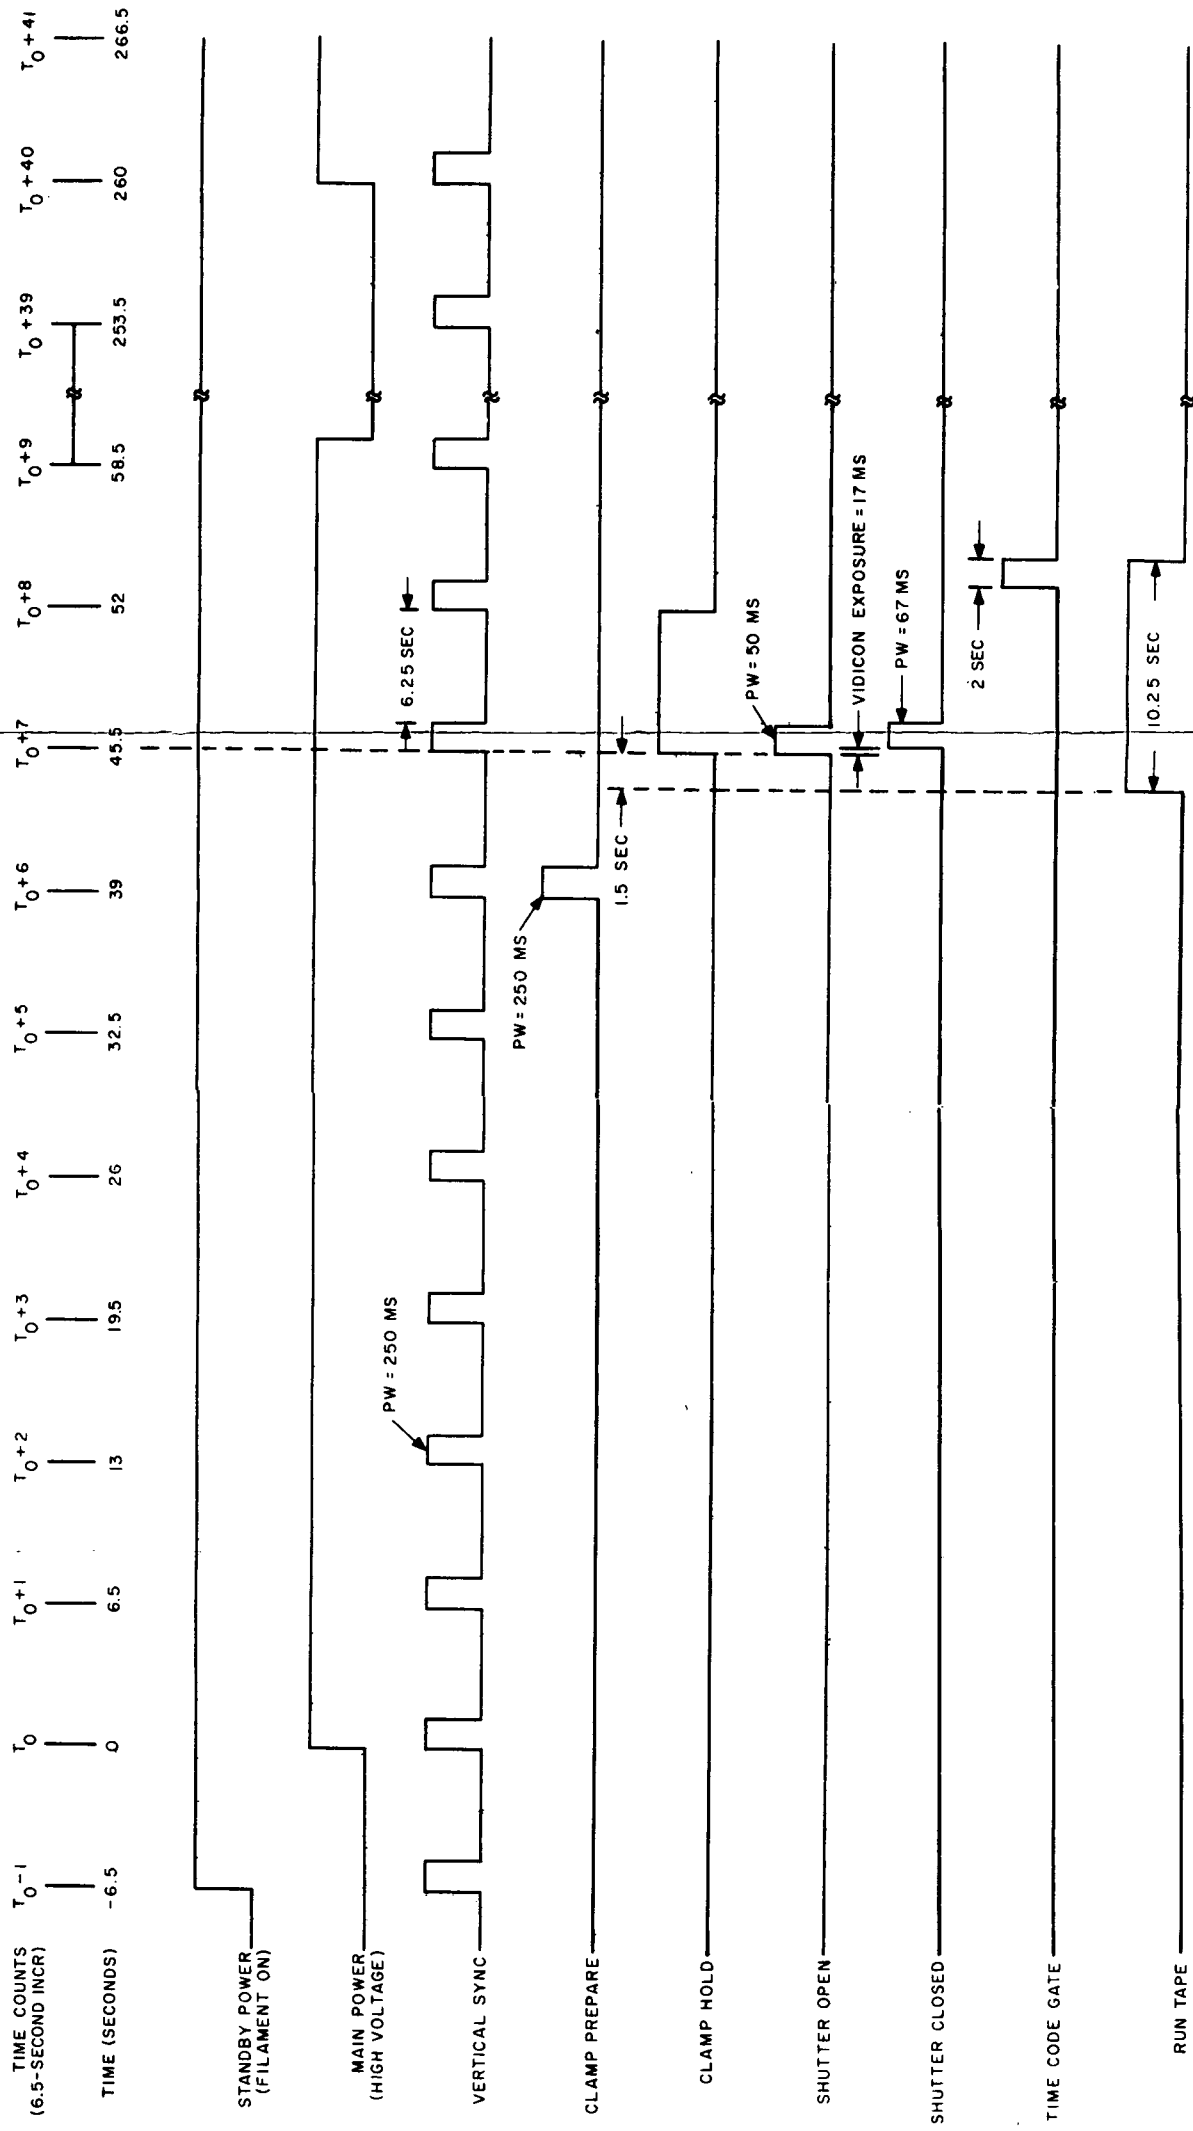 TIME COUNTS
(6.5-SECOND INCR)
T0-1
T0
T0+1
T0+2
T0+3
T0+4
T0+5
T0+6
T0+7
T0+8
T0+9
T0+39
T0+40
T0+41
TIME (SECONDS)
-6.5
0
6.5
13
19.5
26
32.5
39
45.5
52
58.5
253.5
260
266.5
STANDBY POWER
(FILAMENT ON)
MAIN POWER
(HIGH VOLTAGE)
VERTICAL SYNC
PW = 250 MS
6.25 SEC
CLAMP PREPARE
PW = 250 MS
1.5 SEC
CLAMP HOLD
SHUTTER OPEN
PW = 50 MS
VIDICON EXPOSURE = 17 MS
SHUTTER CLOSED
PW = 67 MS
TIME CODE GATE
2 SEC
RUN TAPE
10.25 SEC